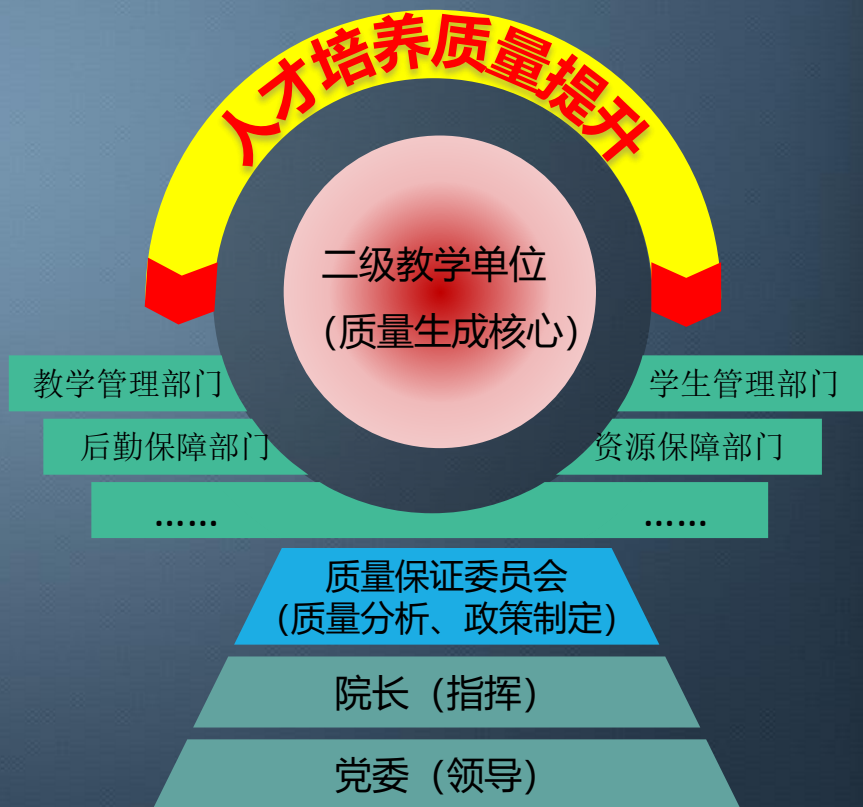 人才培养质量提升
二级教学单位
（质量生成核心）
教学管理部门
学生管理部门
后勤保障部门
资源保障部门
……
……
质量保证委员会
（质量分析、政策制定）
院长（指挥）
党委（领导）